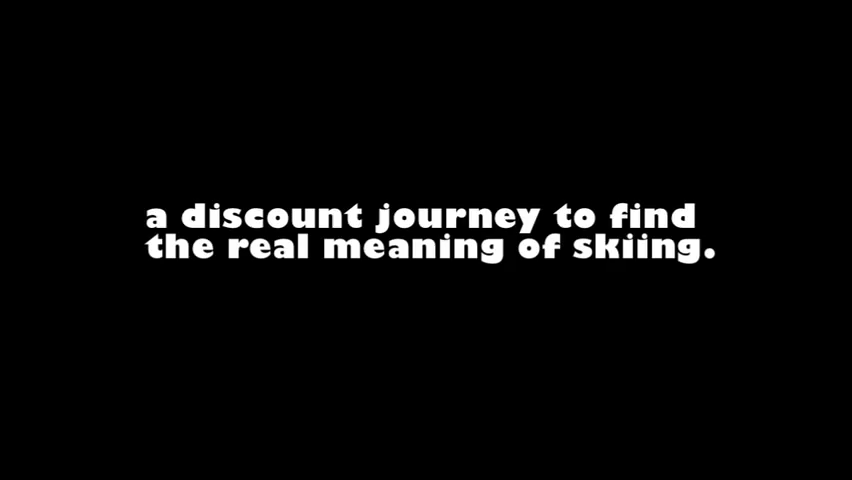 a discount journey to find
the real meaning of skiing.